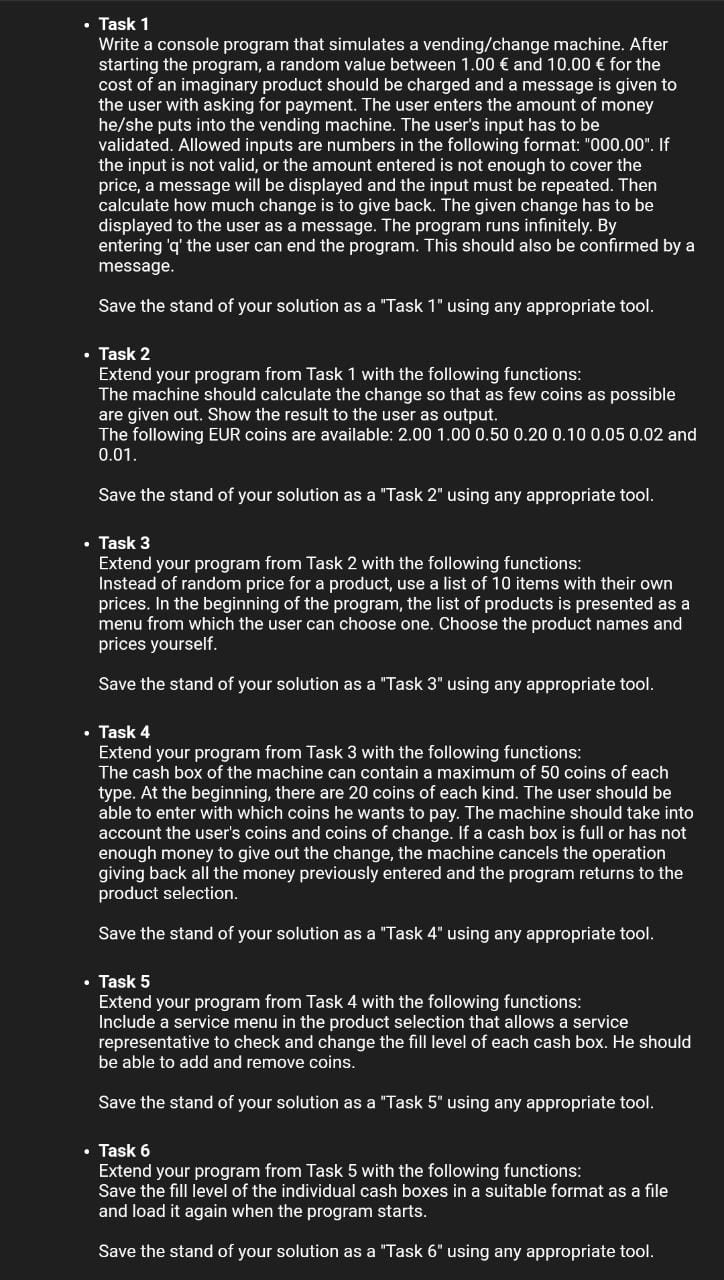 • Task 1
Write a console program that simulates a vending/change machine. After
starting the program, a random value between 1.00 € and 10.00 € for the
cost of an imaginary product should be charged and a message is given to
the user with asking for payment. The user enters the amount of money
he/she puts into the vending machine. The user's input has to be
validated. Allowed inputs are numbers in the following format: "000.00". If
the input is not valid, or the amount entered is not enough to cover the
price, a message will be displayed and the input must be repeated. Then
calculate how much change is to give back. The given change has to be
displayed to the user as a message. The program runs infinitely. By
entering 'q' the user can end the program. This should also be confirmed by a
message.
Save the stand of your solution as a "Task 1" using any appropriate tool.
• Task 2
Extend your program from Task 1 with the following functions:
The machine should calculate the change so that as few coins as possible
are given out. Show the result to the user as output.
The following EUR coins are available: 2.00 1.00 0.50 0.20 0.10 0.05 0.02 and
0.01.
Save the stand of your solution as a "Task 2" using any appropriate tool.
• Task 3
Extend your program from Task 2 with the following functions:
Instead of random price for a product, use a list of 10 items with their own
prices. In the beginning of the program, the list of products is presented as a
menu from which the user can choose one. Choose the product names and
prices yourself.
Save the stand of your solution as a "Task 3" using any appropriate tool.
• Task 4
Extend your program from Task 3 with the following functions:
The cash box of the machine can contain a maximum of 50 coins of each
type. At the beginning, there are 20 coins of each kind. The user should be
able to enter with which coins he wants to pay. The machine should take into
account the user's coins and coins of change. If a cash box is full or has not
enough money to give out the change, the machine cancels the operation
giving back all the money previously entered and the program returns to the
product selection.
Save the stand of your solution as a "Task 4" using any appropriate tool.
• Task 5
Extend your program from Task 4 with the following functions:
Include a service menu in the product selection that allows a service
representative to check and change the fill level of each cash box. He should
be able to add and remove coins.
Save the stand of your solution as a "Task 5" using any appropriate tool.
• Task 6
Extend your program from Task 5 with the following functions:
Save the fill level of the individual cash boxes in a suitable format as a file
and load it again when the program starts.
Save the stand of your solution as a "Task 6" using any appropriate tool.